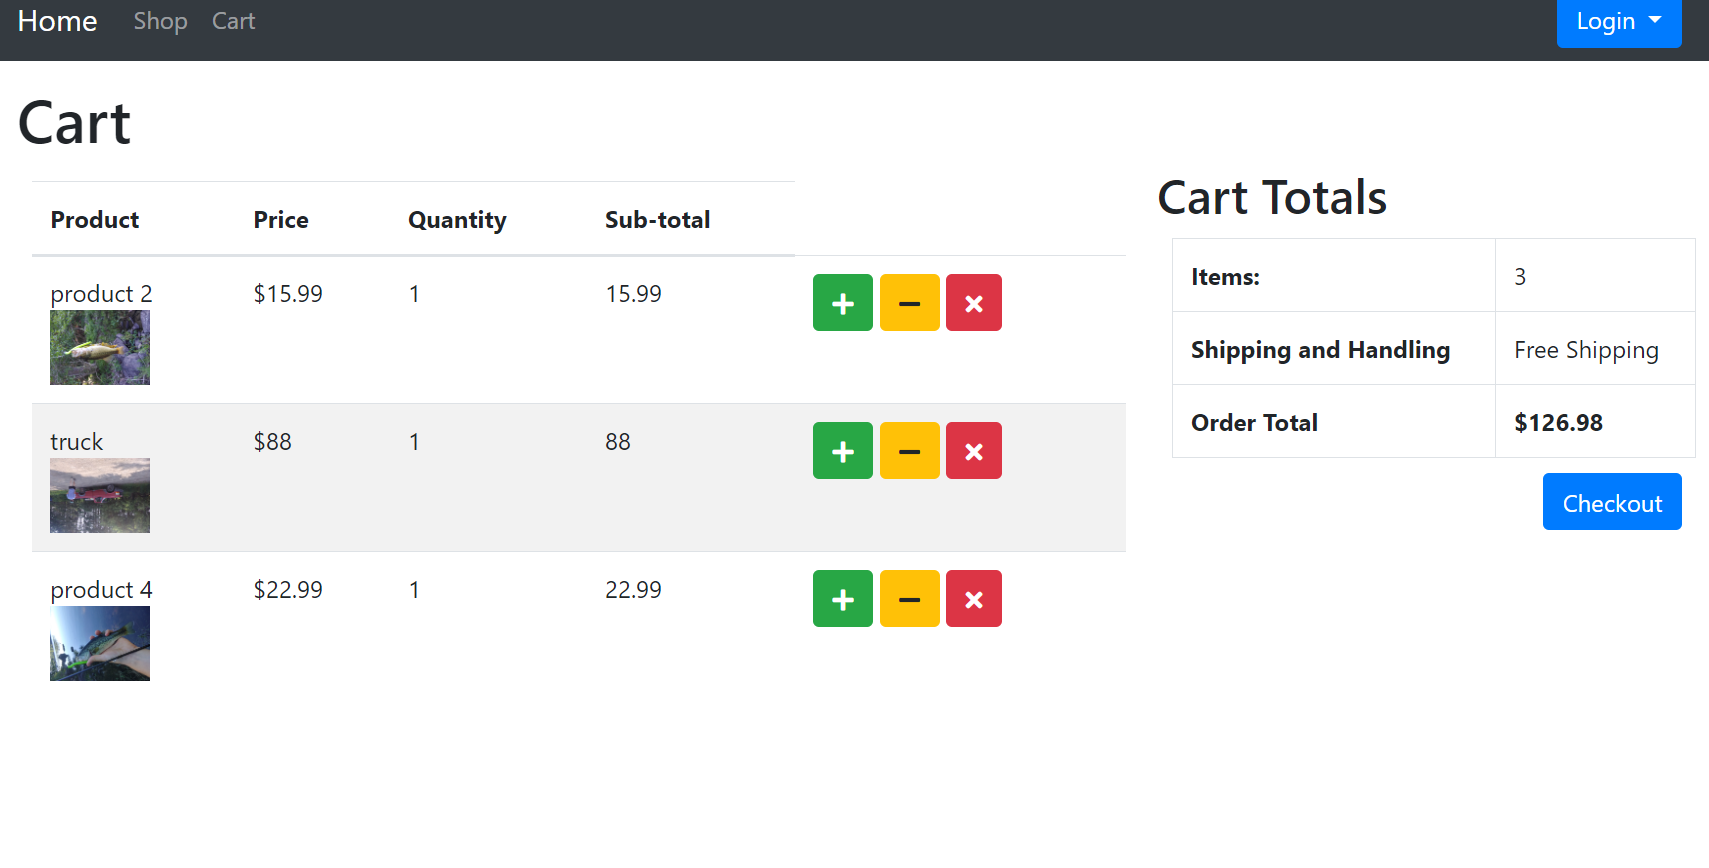 Home Shop Cart Login
Cart
Product Price Quantity Sub-total
product 2 $15.99 1 15.99
truck $88 1 88
product 4 $22.99 1 22.99
Cart Totals
Items: 3
Shipping and Handling Free Shipping
Order Total $126.98
Checkout